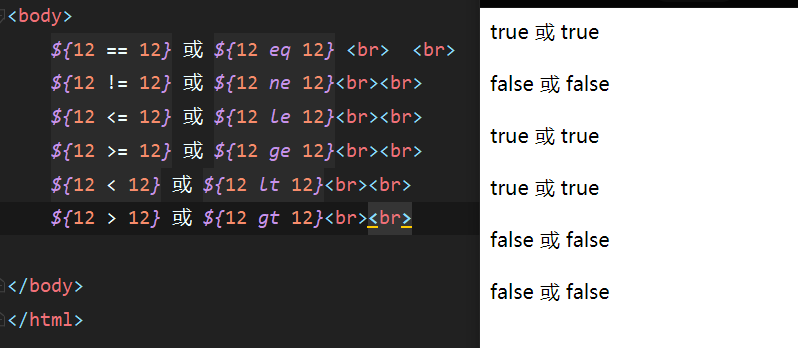 <body>
${12 == 12} 或 ${12 eq 12} <br>  <br>
${12 != 12} 或 ${12 ne 12}<br><br>
${12 <= 12} 或 ${12 le 12}<br><br>
${12 >= 12} 或 ${12 ge 12}<br><br>
${12 < 12} 或 ${12 lt 12}<br><br>
${12 > 12} 或 ${12 gt 12}<br><br>
</body>
</html>
true 或 true
false 或 false
true 或 true
true 或 true
false 或 false
false 或 false